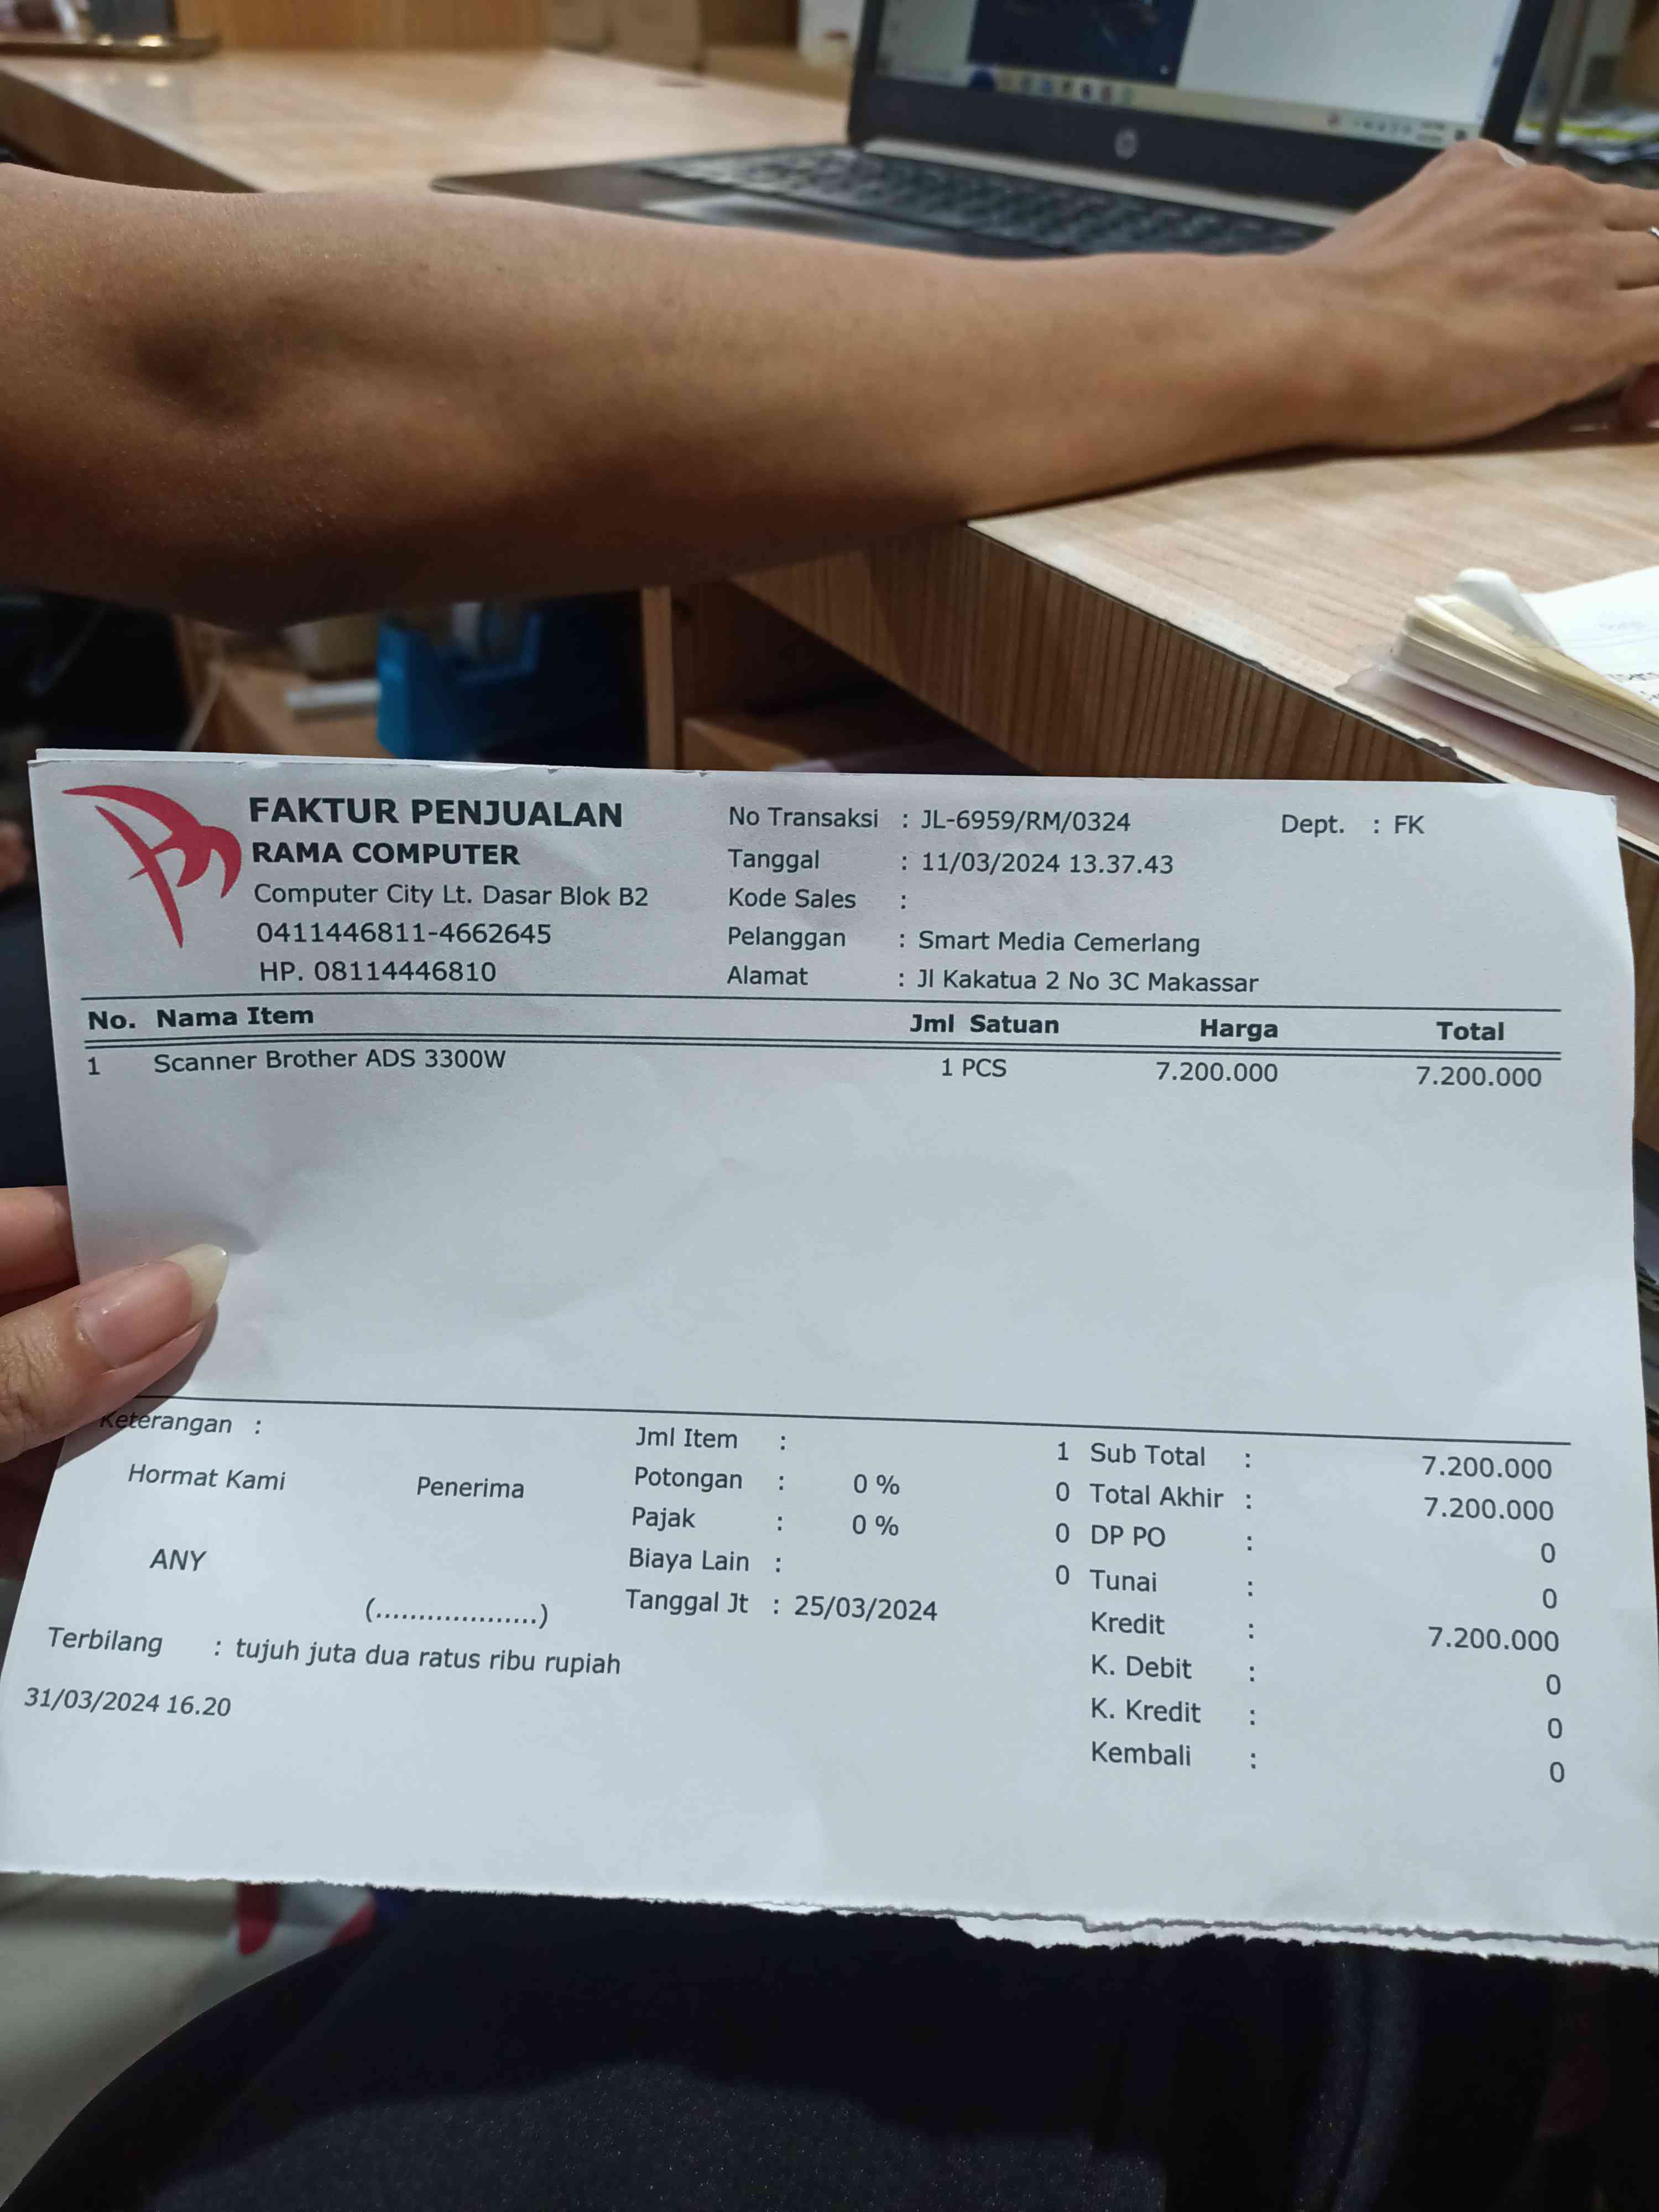 FAKTUR PENJUALAN
RAMA COMPUTER
Computer City Lt. Dasar Blok B2
0411446811-4662645
HP. 08114446810
No Transaksi : JL-6959/RM/0324
Tanggal : 11/03/2024 13.37.43
Kode Sales :
Pelanggan : Smart Media Cemerlang
Alamat : Jl Kakatua 2 No 3C Makassar
Dept. : FK
No. Nama Item Jml Satuan Harga Total
1 Scanner Brother ADS 3300W 1 PCS 7.200.000 7.200.000
Keterangan :
Hormat Kami Penerima
ANY
(...................)
Terbilang : tujuh juta dua ratus ribu rupiah
31/03/2024 16.20
Jml Item : 1
Potongan : 0 % 0
Pajak : 0 % 0
Biaya Lain : 0
Tanggal Jt : 25/03/2024
Sub Total : 7.200.000
Total Akhir : 7.200.000
DP PO : 0
Tunai : 0
Kredit : 7.200.000
K. Debit : 0
K. Kredit : 0
Kembali : 0